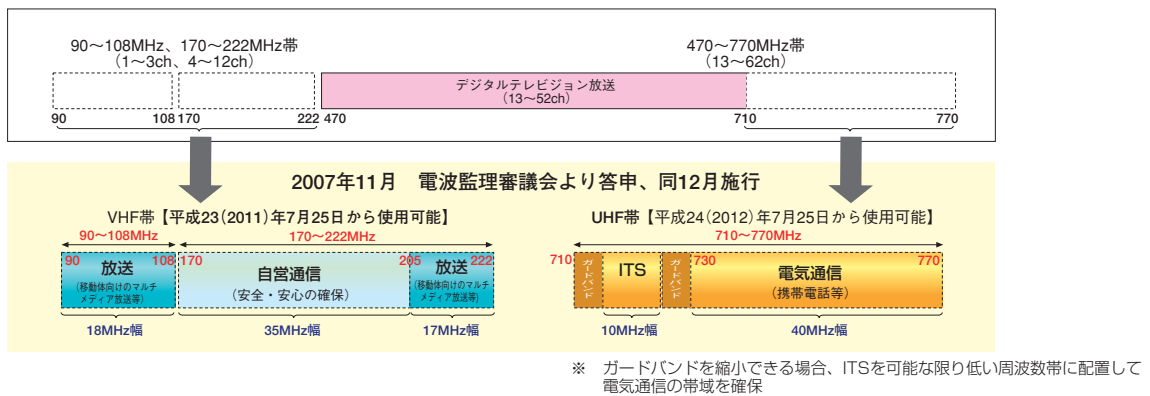 90～108MHz、170～222MHz帯
（1～3ch、4～12ch）
470～770MHz帯
（13～62ch）
デジタルテレビジョン放送
（13～52ch）
90
108
170
222
470
710
770
2007年11月　電波監理審議会より答申、同12月施行
VHF帯【平成23（2011）年7月25日から使用可能】
UHF帯【平成24（2012）年7月25日から使用可能】
90～108MHz
170～222MHz
710～770MHz
90
108
170
205
222
710
730
770
放送
（移動体向けのマルチ
メディア放送等）
自営通信
（安全・安心の確保）
放送
（移動体向けのマルチ
メディア放送等）
ガードバンド
ITS
ガードバンド
電気通信
（携帯電話等）
18MHz幅
35MHz幅
17MHz幅
10MHz幅
40MHz幅
※　ガードバンドを縮小できる場合、ITSを可能な限り低い周波数帯に配置して
電気通信の帯域を確保